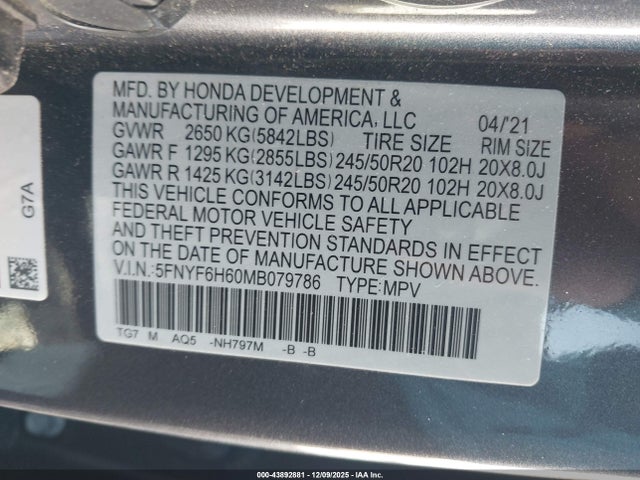 MFD. BY HONDA DEVELOPMENT &
MANUFACTURING OF AMERICA, LLC 04/'21
GVWR 2650 KG(5842LBS) TIRE SIZE RIM SIZE
GAWR F 1295 KG(2855LBS) 245/50R20 102H 20X8.0J
GAWR R 1425 KG(3142LBS) 245/50R20 102H 20X8.0J
THIS VEHICLE CONFORMS TO ALL APPLICABLE
FEDERAL MOTOR VEHICLE SAFETY
AND THEFT PREVENTION STANDARDS IN EFFECT
ON THE DATE OF MANUFACTURE SHOWN ABOVE.
V.I.N.:5FNYF6H60MB079786 TYPE:MPV
TG7 M AQ5 -NH797M -B -B
G7A
000-43892881 - 12/09/2025 - IAA Inc.